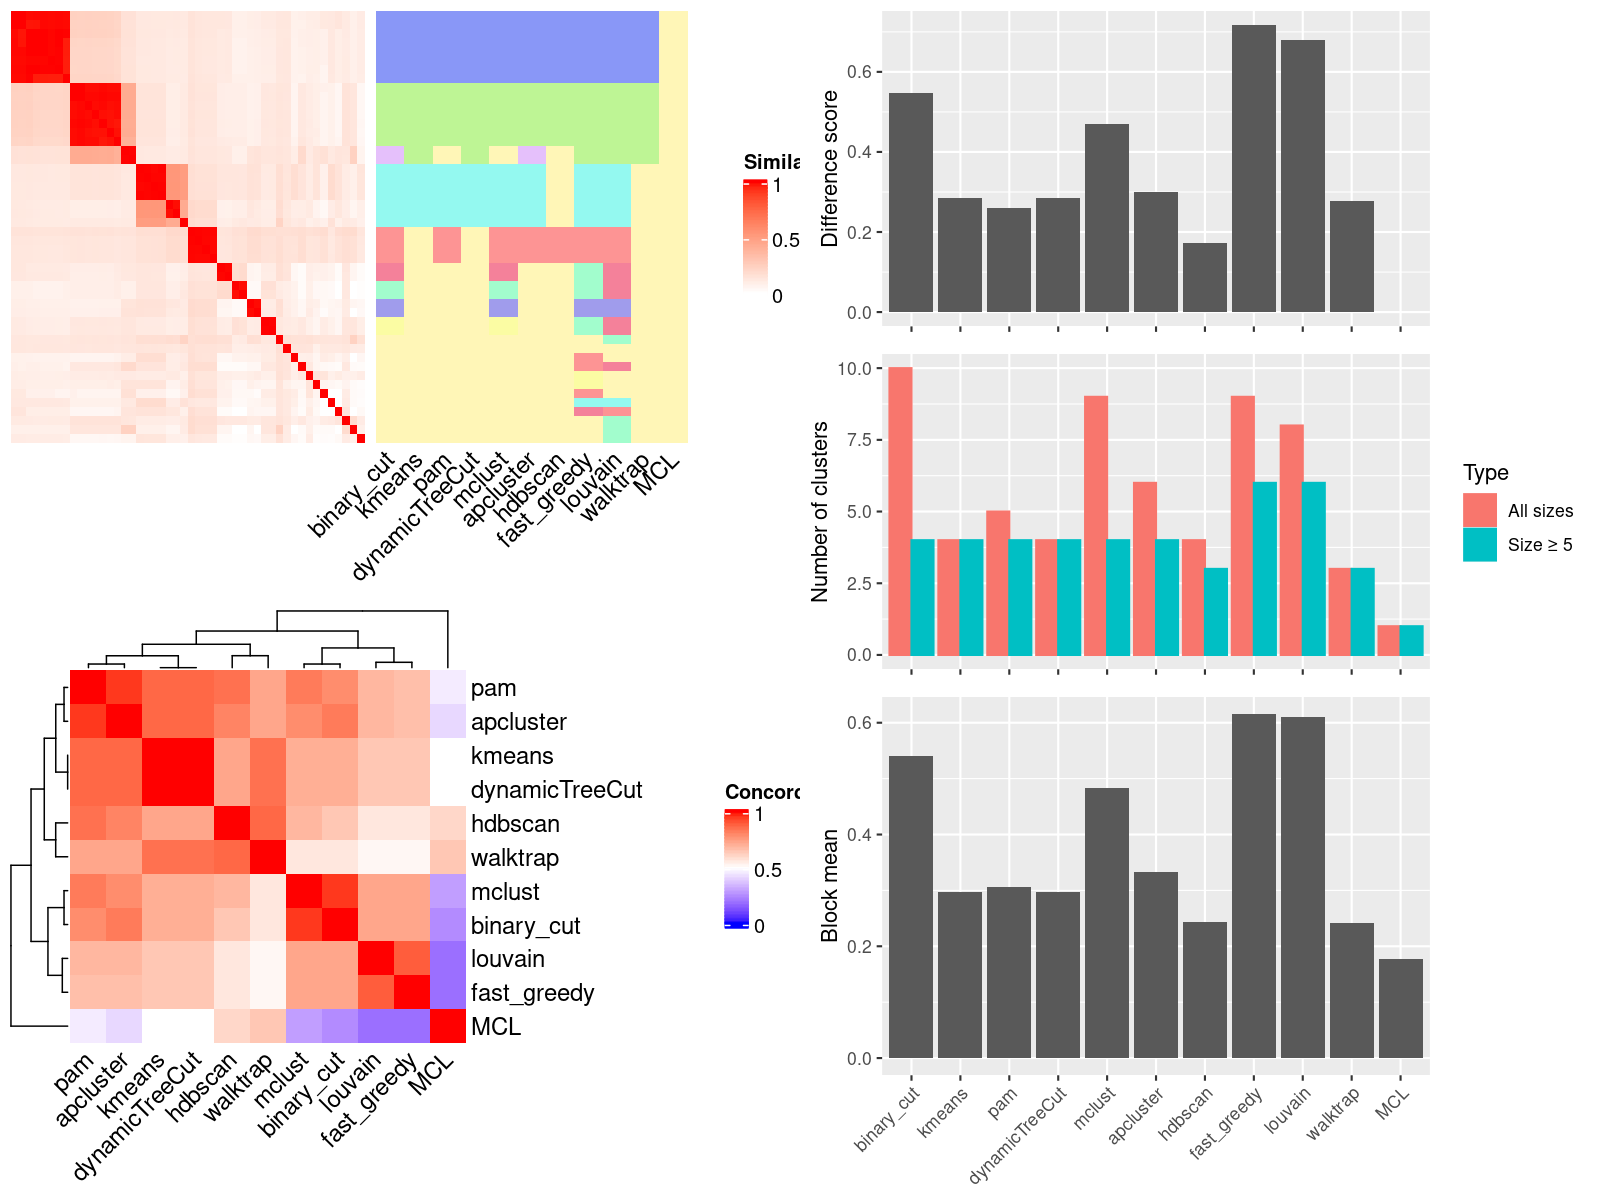 Simila
1
0.5
0
binary_cut
kmeans
pam
dynamicTreeCut
mclust
apcluster
hdbscan
fast_greedy
louvain
walktrap
MCL
Difference score
0.6
0.4
0.2
0.0
Number of clusters
10.0
7.5
5.0
2.5
0.0
Type
All sizes
Size ≥ 5
pam
apcluster
kmeans
dynamicTreeCut
hdbscan
walktrap
mclust
binary_cut
louvain
fast_greedy
MCL
pam
apcluster
kmeans
dynamicTreeCut
hdbscan
walktrap
mclust
binary_cut
louvain
fast_greedy
MCL
Concord
1
0.5
0
Block mean
0.6
0.4
0.2
0.0
binary_cut
kmeans
pam
dynamicTreeCut
mclust
apcluster
hdbscan
fast_greedy
louvain
walktrap
MCL